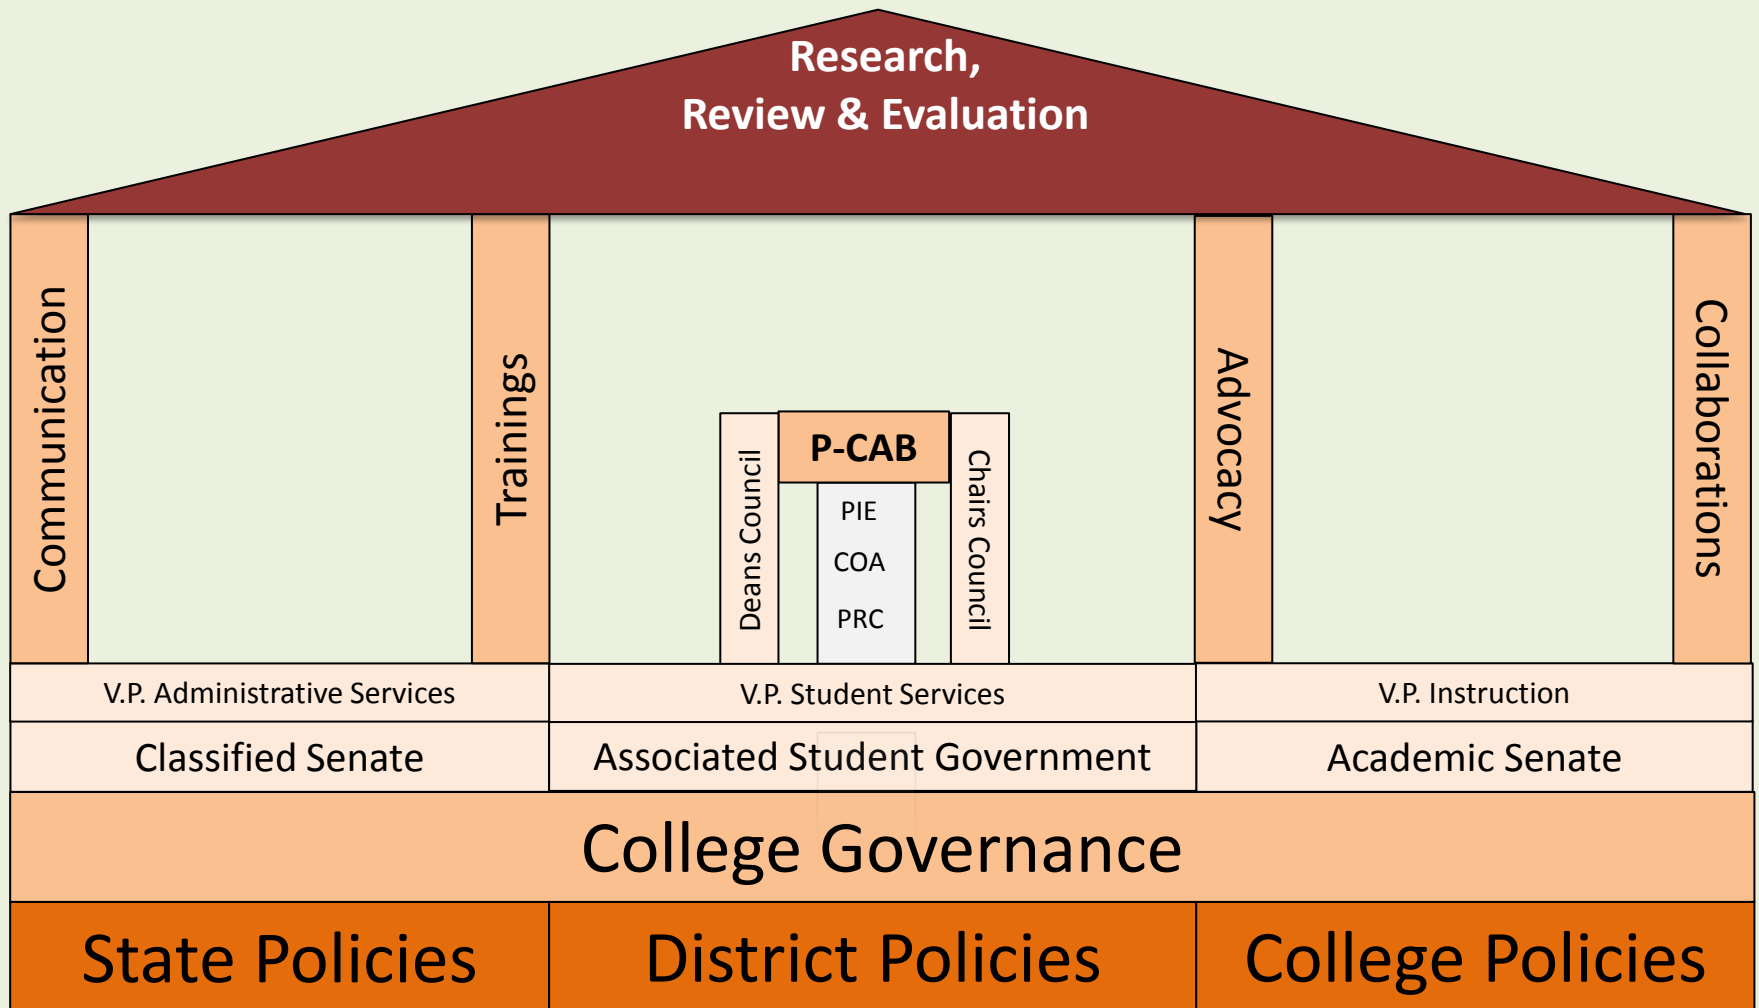 Research,
Review & Evaluation
Communication
Trainings
Advocacy
Collaborations
Deans Council
P-CAB
Chairs Council
PIE
COA
PRC
V.P. Administrative Services
V.P. Student Services
V.P. Instruction
Classified Senate
Associated Student Government
Academic Senate
College Governance
State Policies
District Policies
College Policies